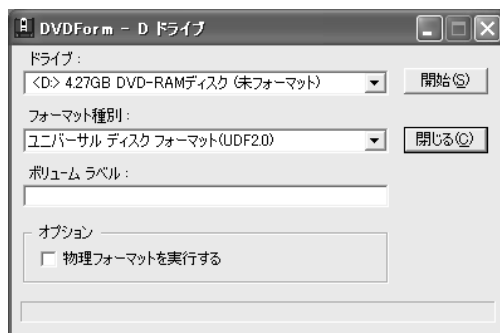 DVDForm - D ドライブ
ドライブ:
<D:> 4.27GB DVD-RAMディスク (未フォーマット)
開始(S)
フォーマット種別:
ユニバーサル ディスク フォーマット(UDF2.0)
閉じる(C)
ボリューム ラベル:
オプション
物理フォーマットを実行する